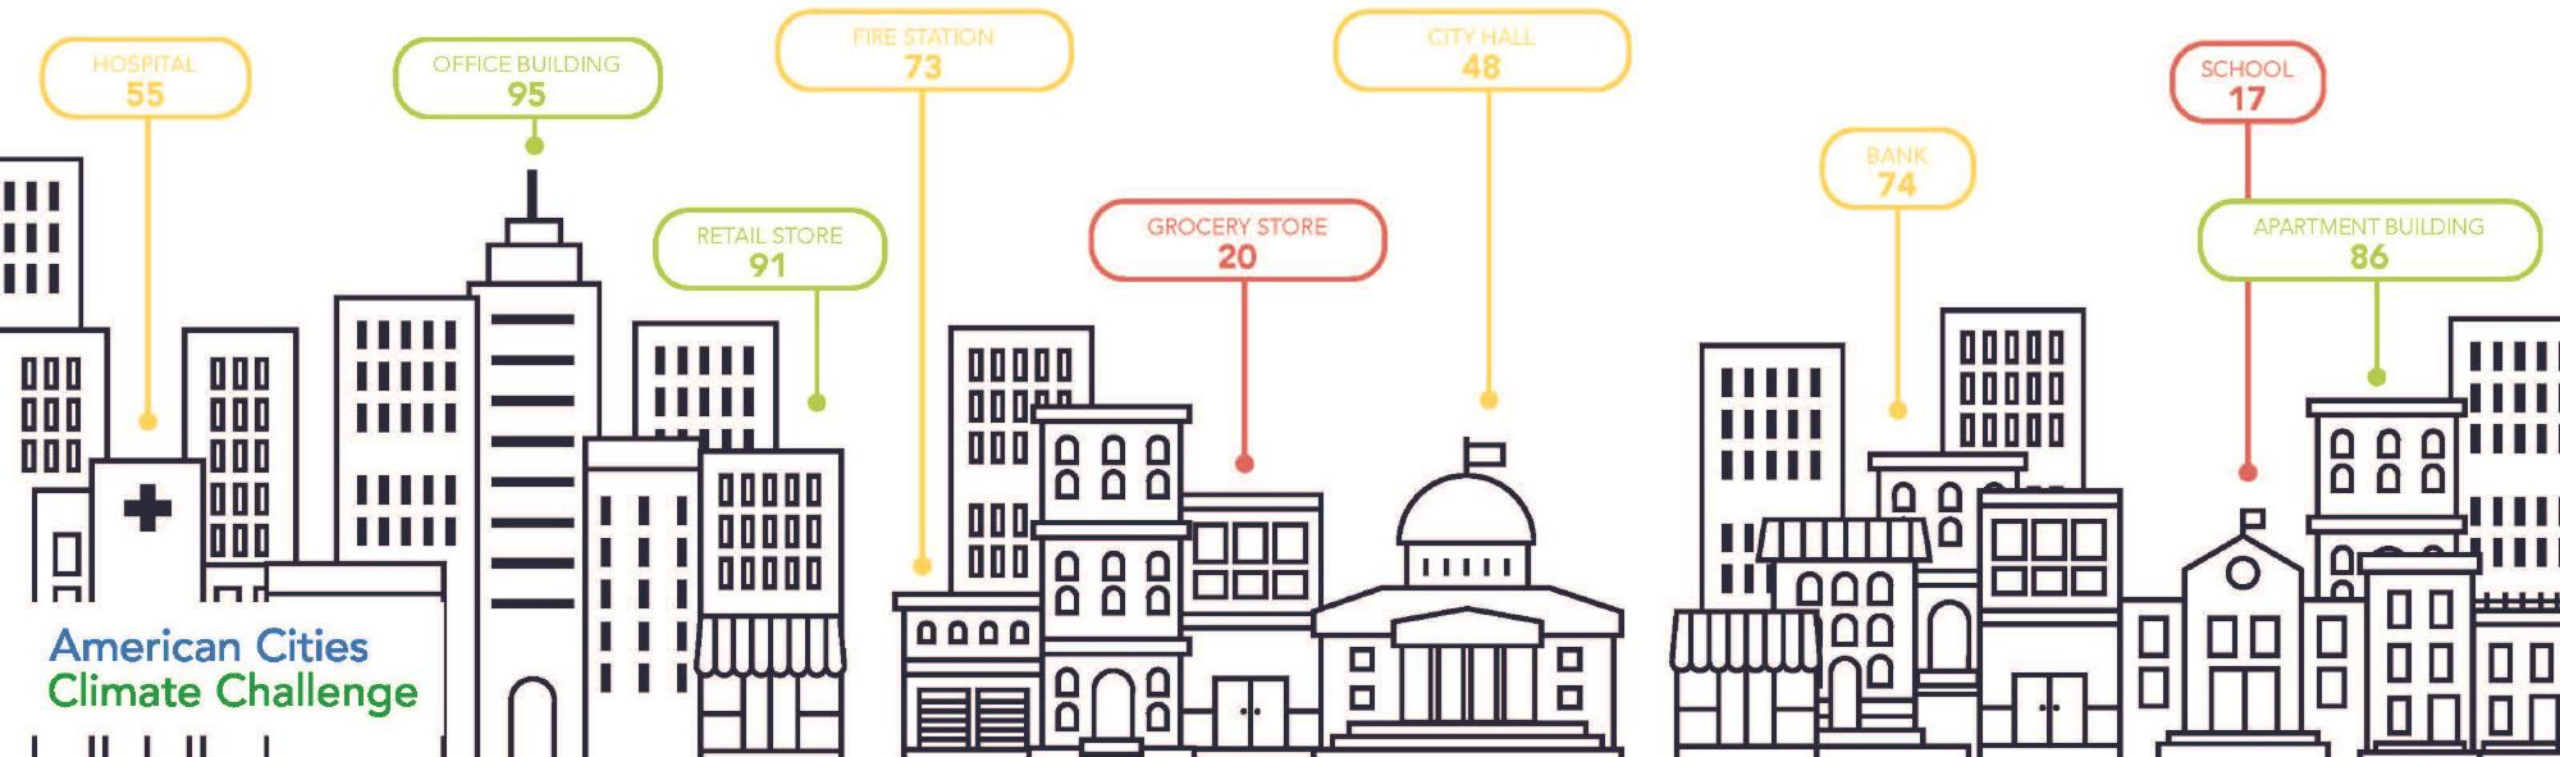 HOSPITAL
55
OFFICE BUILDING
95
RETAIL STORE
91
FIRE STATION
73
GROCERY STORE
20
CITY HALL
48
BANK
74
SCHOOL
17
APARTMENT BUILDING
86
American Cities
Climate Challenge